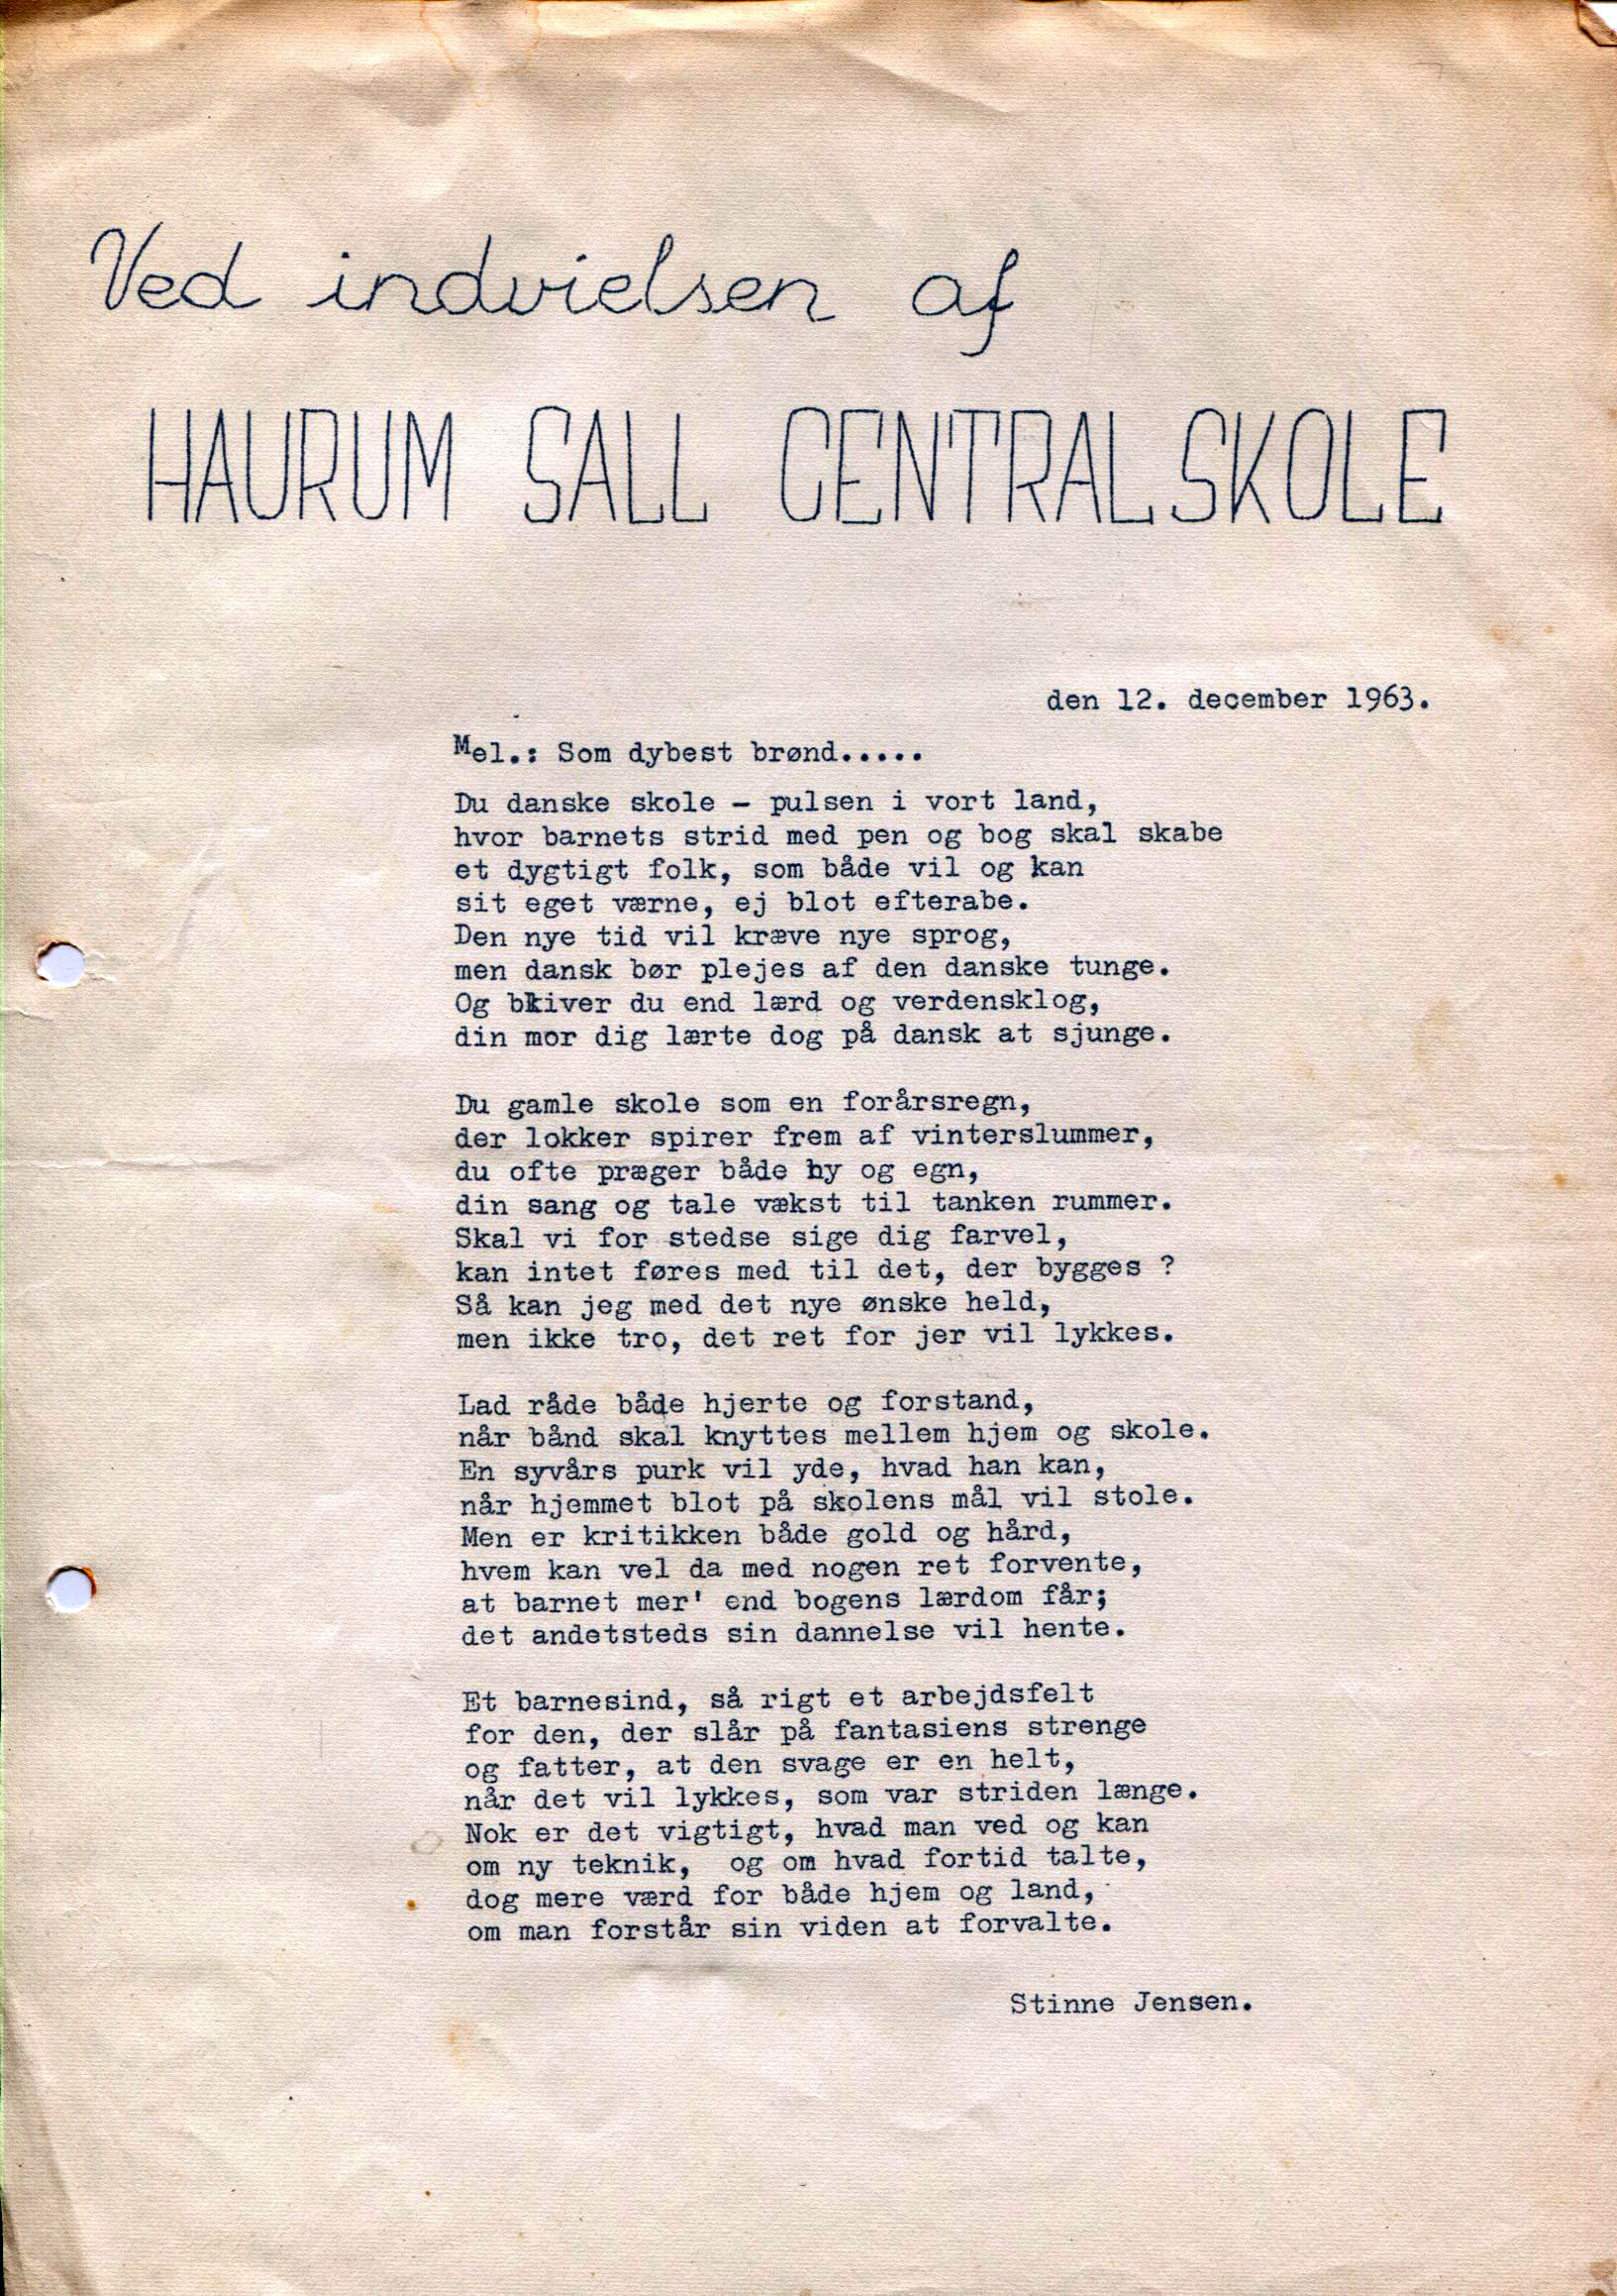 Ved indvielsen af
HAURUM SALL CENTRALSKOLE
den 12. december 1963.
Mel.: Som dybest brønd.....
Du danske skole - pulsen i vort land,
hvor barnets strid med pen og bog skal skabe
et dygtigt folk, som både vil og kan
sit eget værne, ej blot efterabe.
Den nye tid vil kræve nye sprog,
men dansk bør plejes af den danske tunge.
Og bliver du end lærd og verdensklog,
din mor dig lærte dog på dansk at sjunge.
Du gamle skole som en forårsregn,
der lokker spirer frem af vinterslummer,
du ofte præger både by og egn,
din sang og tale vækst til tanken rummer.
Skal vi for stedse sige dig farvel,
kan intet føres med til det, der bygges ?
Så kan jeg med det nye ønske held,
men ikke tro, det ret for jer vil lykkes.
Lad råde både hjerte og forstand,
når bånd skal knyttes mellem hjem og skole.
En syvårs purk vil yde, hvad han kan,
når hjemmet blot på skolens mål vil stole.
Men er kritikken både gold og hård,
hvem kan vel da med nogen ret forvente,
at barnet mer' end bogens lærdom får;
det andetsteds sin dannelse vil hente.
Et barnesind, så rigt et arbejdsfelt
for den, der slår på fantasiens strenge
og fatter, at den svage er en helt,
når det vil lykkes, som var striden længe.
Nok er det vigtigt, hvad man ved og kan
om ny teknik, og om hvad fortid talte,
dog mere værd for både hjem og land,
om man forstår sin viden at forvalte.
Stinne Jensen.